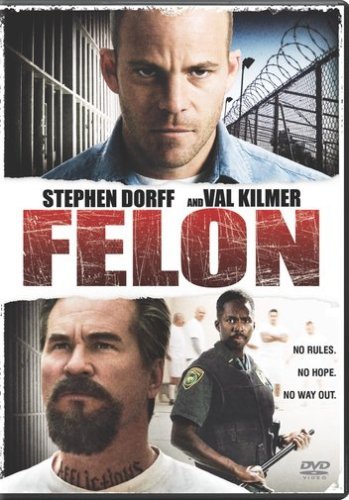 STEPHEN DORFF AND VAL KILMER
FELON
NO RULES.
NO HOPE.
NO WAY OUT.
DVD
VIDEO